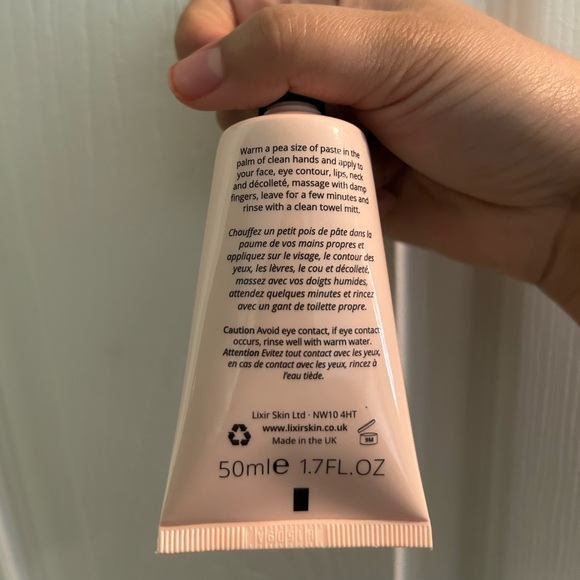 Warm a pea size of paste in the
palm of clean hands and apply to
your face, eye contour, lips, neck
and décolleté, massage with damp
fingers, leave for a few minutes and
rinse with a clean towel mitt.
Chauffez un petit pois de pâte dans la
paume de vos mains propres et
appliquez sur le visage, le contour des
yeux, les lèvres, le cou et décolleté,
massez avec vos doigts humides,
attendez quelques minutes et rincez
avec un gant de toilette propre.
Caution Avoid eye contact, if eye contact
occurs, rinse well with warm water.
Attention Evitez tout contact avec les yeux,
en cas de contact avec les yeux, rincez à
l'eau tiède.
Lixir Skin Ltd · NW10 4HT
www.lixirskin.co.uk
Made in the UK
9M
50ml℮ 1.7FL.OZ